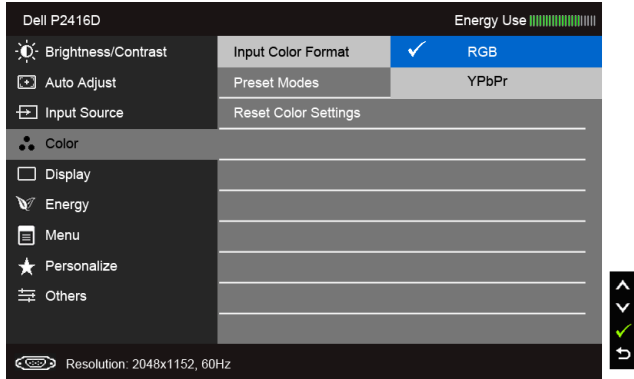 Dell P2416D
Energy Use
Brightness/Contrast
Auto Adjust
Input Source
Color
Display
Energy
Menu
Personalize
Others
Input Color Format
Preset Modes
Reset Color Settings
RGB
YPbPr
Resolution: 2048x1152, 60Hz